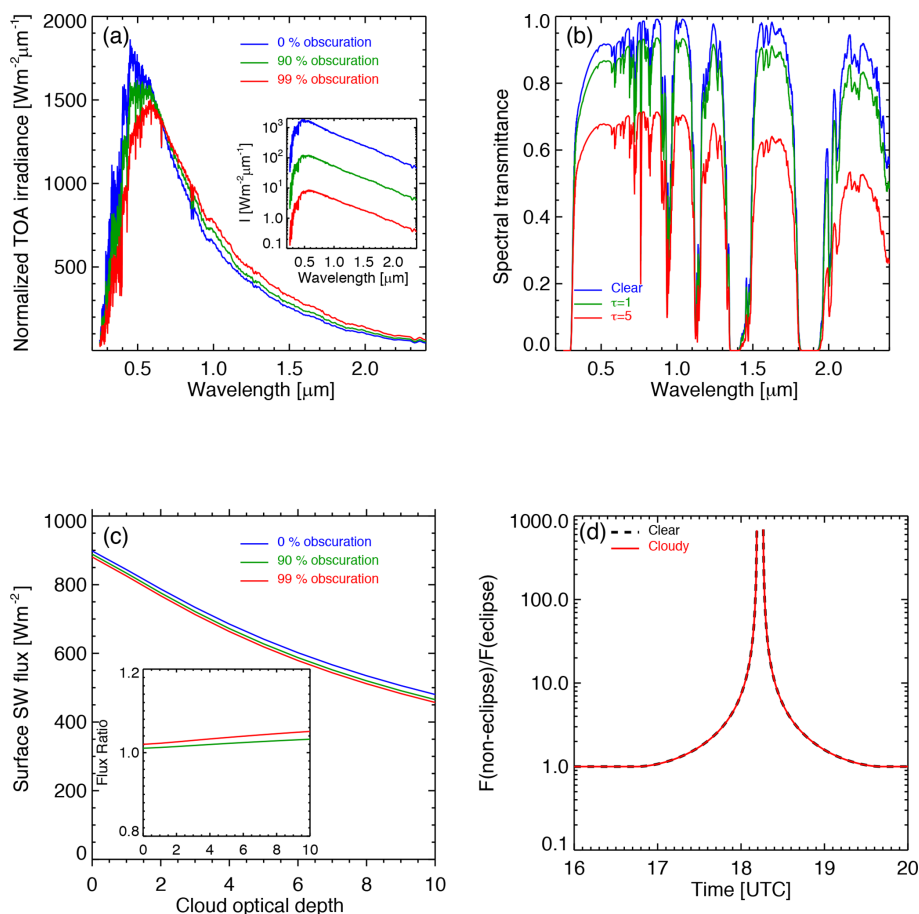 (a)
0 % obscuration
90 % obscuration
99 % obscuration
Normalized TOA irradiance [Wm-2μm-1]
2000
1500
1000
500
0.5 1.0 1.5 2.0
Wavelength [μm]
I [Wm-2μm-1]
103
102
101
1.0
0.1
0.5 1.0 1.5 2.0
Wavelength [μm]
(b)
Spectral transmittance
1.0
0.8
0.6
0.4
0.2
0.0
Clear
τ=1
τ=5
0.5 1.0 1.5 2.0
Wavelength [μm]
(c)
0 % obscuration
90 % obscuration
99 % obscuration
Surface SW flux [Wm-2]
1000
800
600
400
200
0
0 2 4 6 8 10
Cloud optical depth
Flux Ratio
1.2
1.0
0.8
0 2 4 6 8 10
(d)
Clear
Cloudy
F(non-eclipse)/F(eclipse)
1000.0
100.0
10.0
1.0
0.1
16 17 18 19 20
Time [UTC]